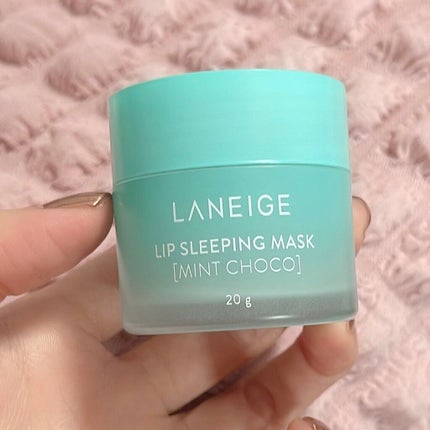 LANEIGE
LIP SLEEPING MASK
[MINT CHOCO]
20 g